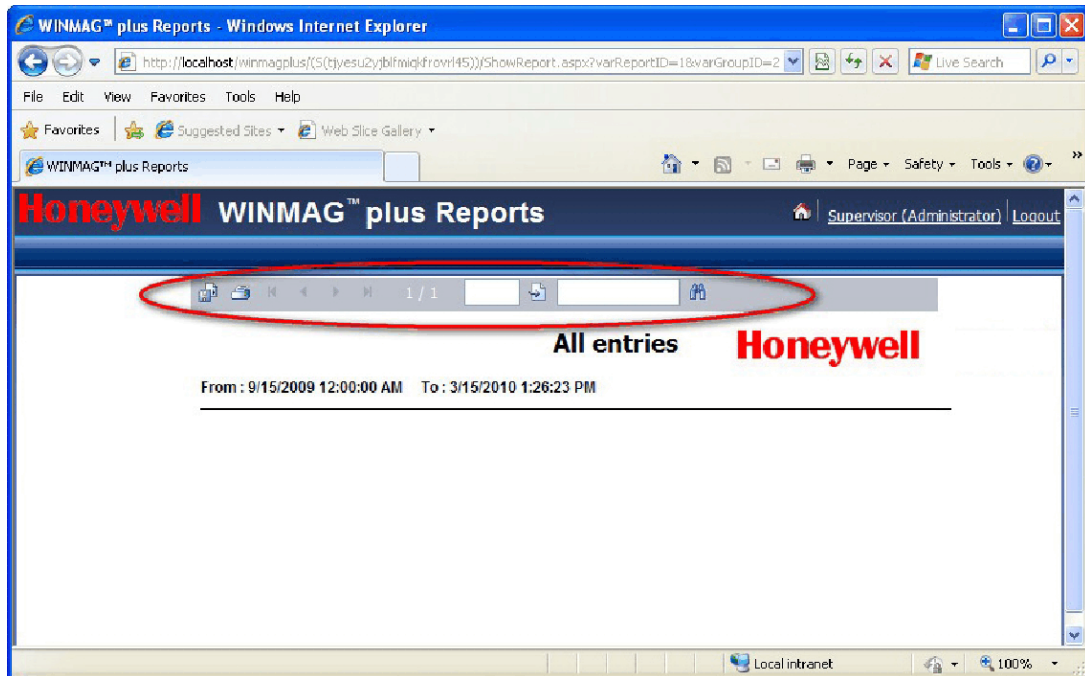 WINMAG™ plus Reports - Windows Internet Explorer
http://localhost/winmagplus/(S(tjyesu2yjblfmiqkfrovrl45))/ShowReport.aspx?varReportID=1&varGroupID=2
Live Search
File Edit View Favorites Tools Help
Favorites Suggested Sites Web Slice Gallery
WINMAG™ plus Reports
Page Safety Tools »
Honeywell WINMAG™ plus Reports
Supervisor (Administrator) Logout
1 / 1
All entries Honeywell
From : 9/15/2009 12:00:00 AM To : 3/15/2010 1:26:23 PM
Local intranet 100%